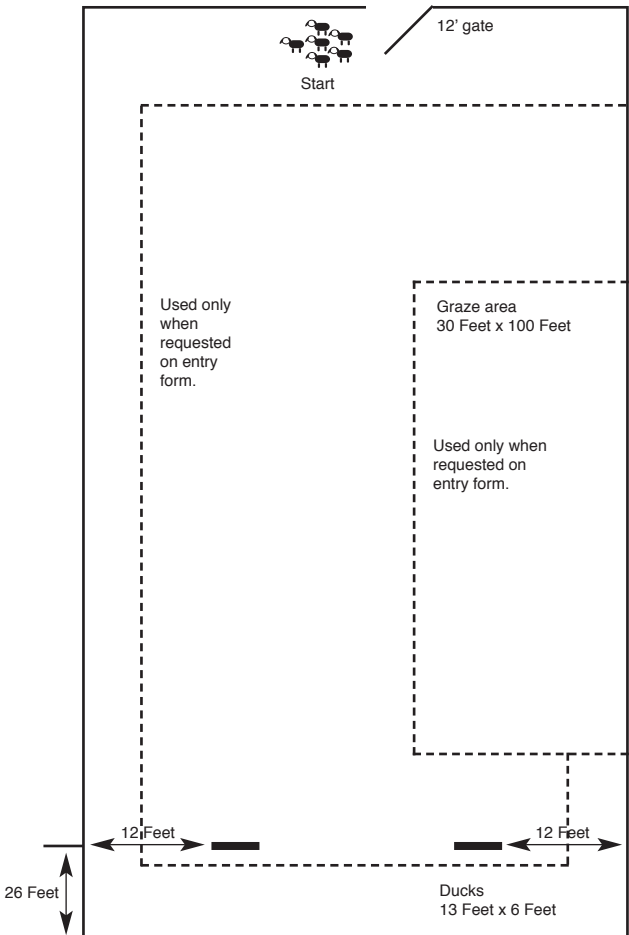 12' gate
Start
Used only
when
requested
on entry
form.
Graze area
30 Feet x 100 Feet
Used only when
requested on
entry form.
12 Feet
12 Feet
26 Feet
Ducks
13 Feet x 6 Feet